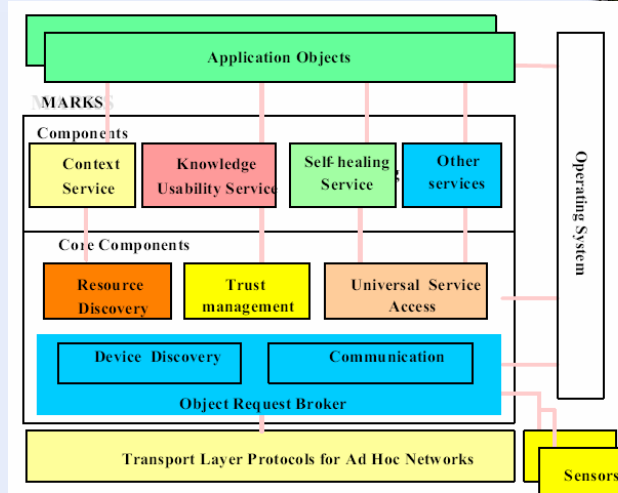 Application Objects
MARKS
Components
Context
Service
Knowledge
Usability Service
Self-healing
Service
Other
services
Operating System
Core Components
Resource
Discovery
Trust
management
Universal Service
Access
Device Discovery
Communication
Object Request Broker
Transport Layer Protocols for Ad Hoc Networks
Sensors